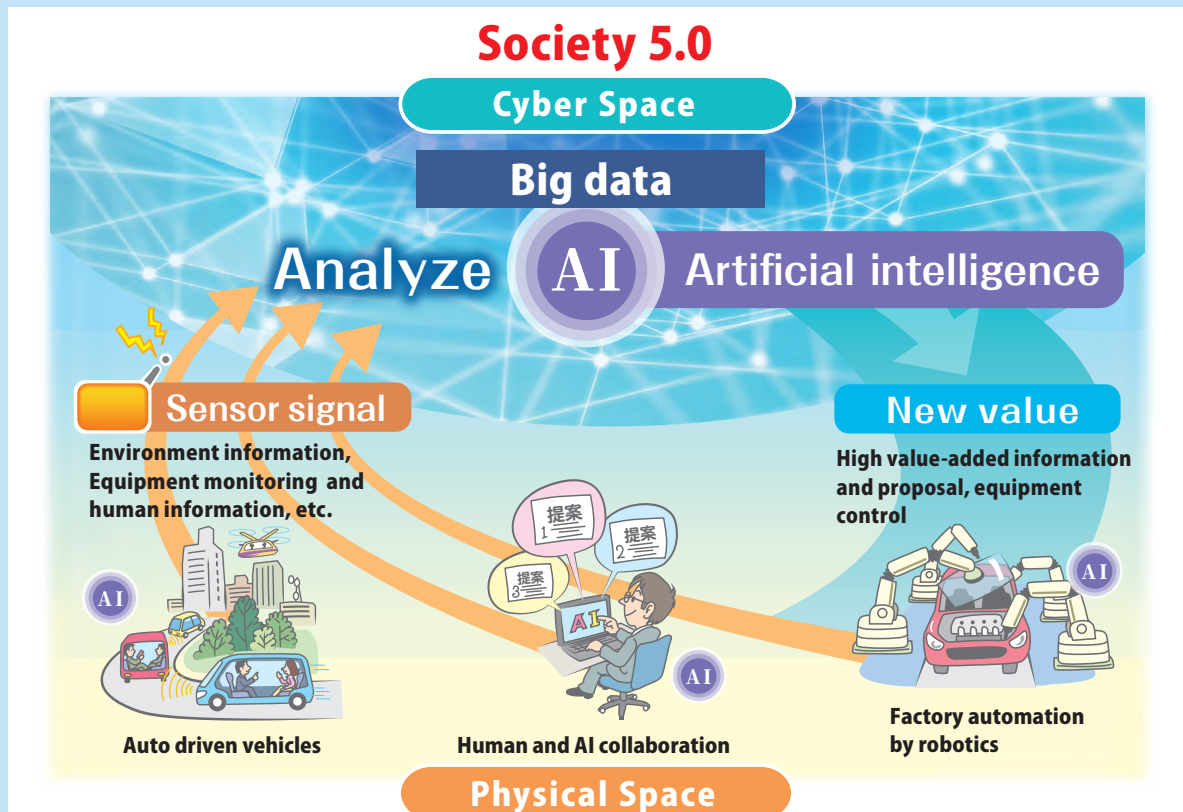 Society 5.0
Cyber Space
Big data
Analyze
AI
Artificial intelligence
Sensor signal
Environment information,
Equipment monitoring and
human information, etc.
New value
High value-added information
and proposal, equipment
control
提案
1
提案
2
提案
3
AI
AI
AI
AI
Auto driven vehicles
Human and AI collaboration
Factory automation
by robotics
Physical Space